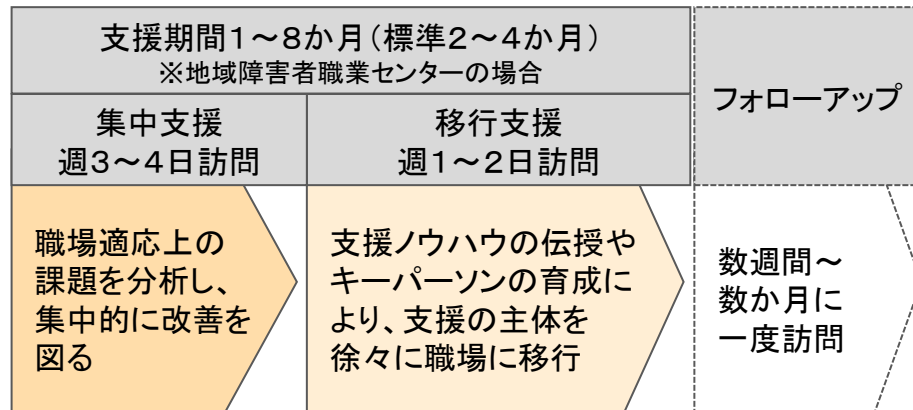 支援期間１～８か月（標準２～４か月）
※地域障害者職業センターの場合
フォローアップ
集中支援
週３～４日訪問
移行支援
週１～２日訪問
職場適応上の
課題を分析し、
集中的に改善を
図る
支援ノウハウの伝授や
キーパーソンの育成に
より、支援の主体を
徐々に職場に移行
数週間～
数か月に
一度訪問